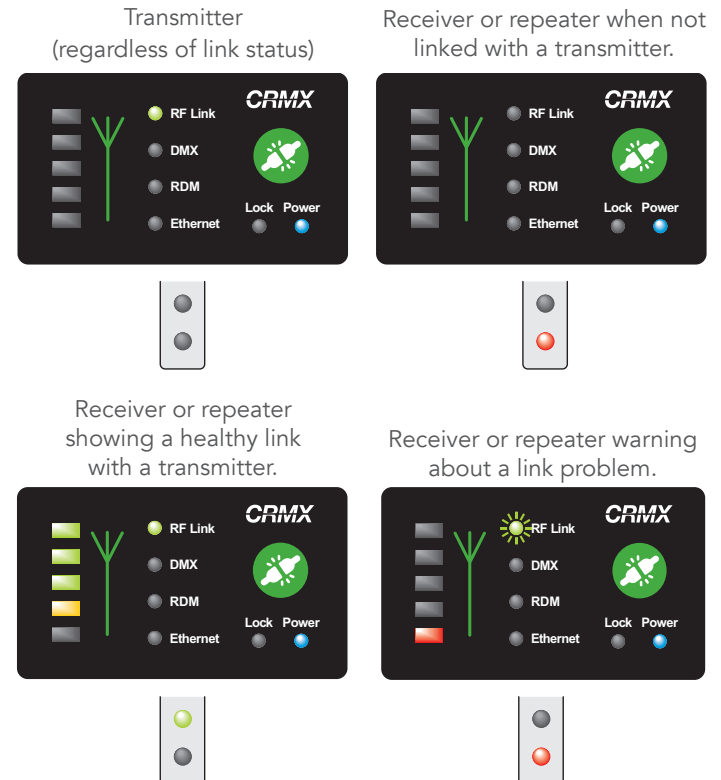 Transmitter
(regardless of link status)
CRMX
RF Link
DMX
RDM
Lock Power
Ethernet
Receiver or repeater when not
linked with a transmitter.
CRMX
RF Link
DMX
RDM
Lock Power
Ethernet
Receiver or repeater
showing a healthy link
with a transmitter.
CRMX
RF Link
DMX
RDM
Lock Power
Ethernet
Receiver or repeater warning
about a link problem.
CRMX
RF Link
DMX
RDM
Lock Power
Ethernet